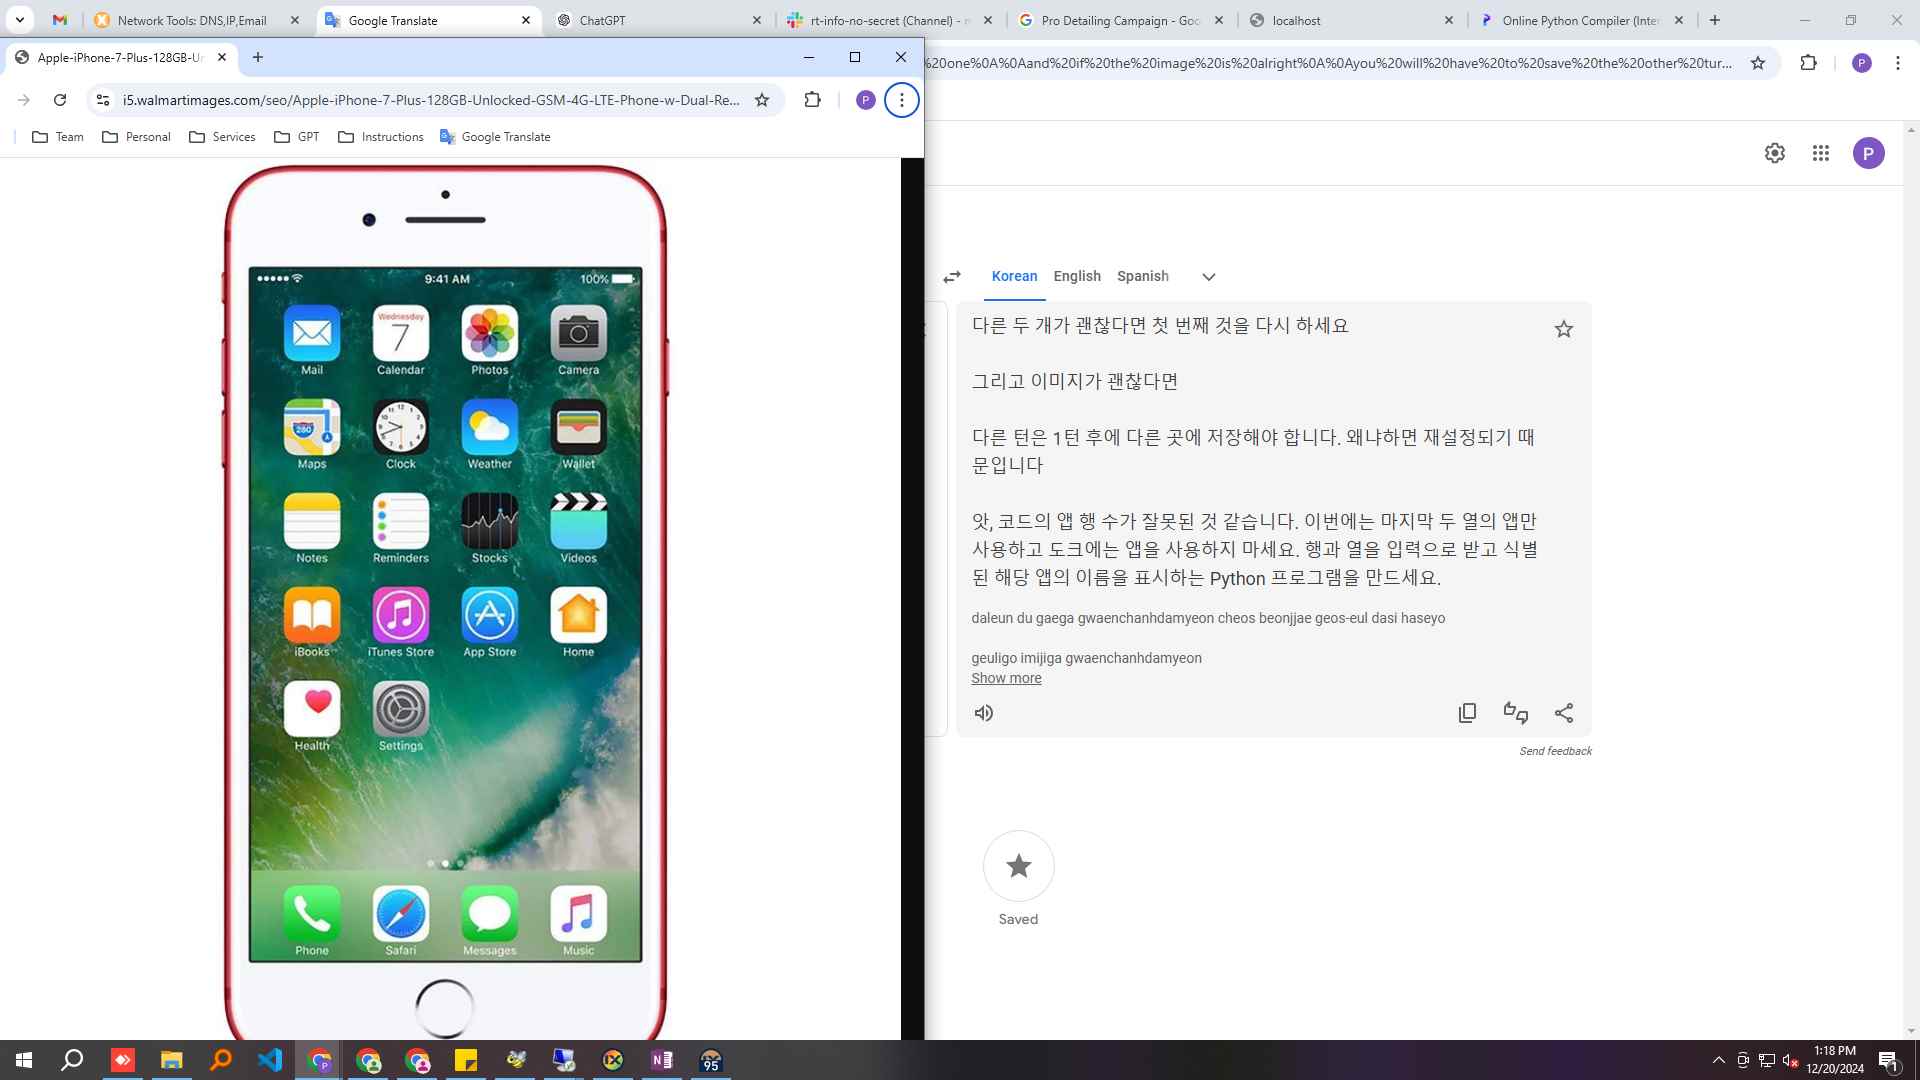 Network Tools: DNS,IP,Email
Google Translate
ChatGPT
rt-info-no-secret (Channel) -
Pro Detailing Campaign - Goo
localhost
Online Python Compiler (Inter
Apple-iPhone-7-Plus-128GB-Un
%20one%0A%0Aand%20if%20the%20image%20is%20alright%0A%0Ayou%20will%20have%20to%20save%20the%20other%20tur...
P
i5.walmartimages.com/seo/Apple-iPhone-7-Plus-128GB-Unlocked-GSM-4G-LTE-Phone-w-Dual-Re...
P
Team
Personal
Services
GPT
Instructions
Google Translate
P
9:41 AM
100%
Wednesday
7
Mail
Calendar
Photos
Camera
280
Maps
Clock
Weather
Wallet
Notes
Reminders
Stocks
Videos
iBooks
iTunes Store
App Store
Home
Health
Settings
Phone
Safari
Messages
Music
Korean
English
Spanish
다른 두 개가 괜찮다면 첫 번째 것을 다시 하세요
그리고 이미지가 괜찮다면
다른 턴은 1턴 후에 다른 곳에 저장해야 합니다. 왜냐하면 재설정되기 때
문입니다
앗, 코드의 앱 행 수가 잘못된 것 같습니다. 이번에는 마지막 두 열의 앱만
사용하고 도크에는 앱을 사용하지 마세요. 행과 열을 입력으로 받고 식별
된 해당 앱의 이름을 표시하는 Python 프로그램을 만드세요.
daleun du gaega gwaenchanhdamyeon cheos beonjjae geos-eul dasi haseyo
geuligo imijiga gwaenchanhdamyeon
Show more
Send feedback
Saved
95
1:18 PM
12/20/2024
1